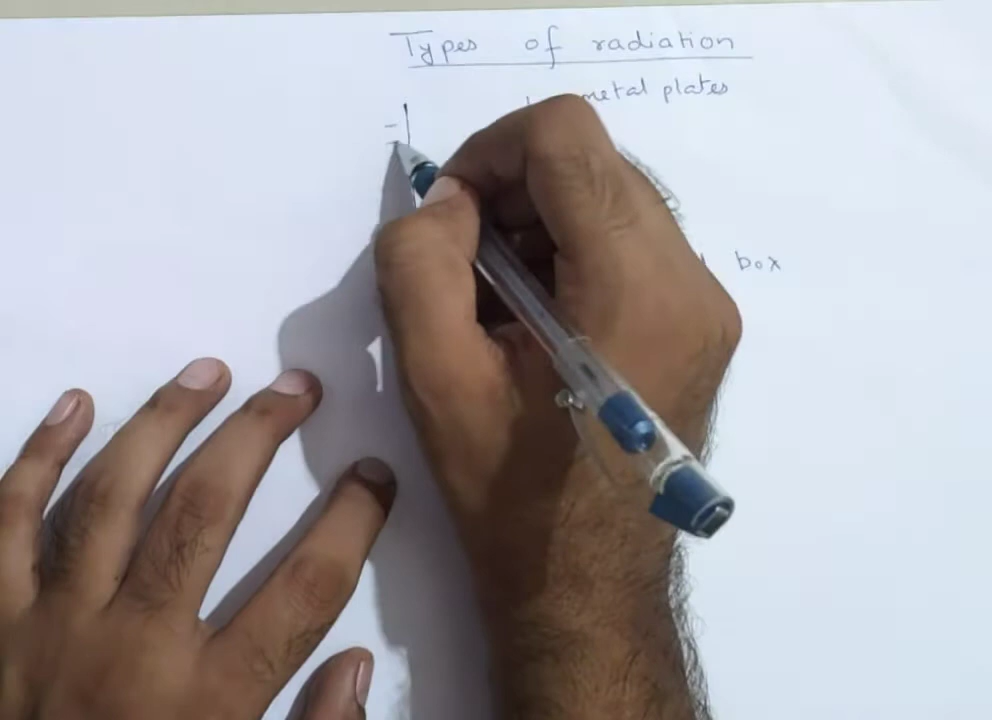 Types of radiation
metal plates
box